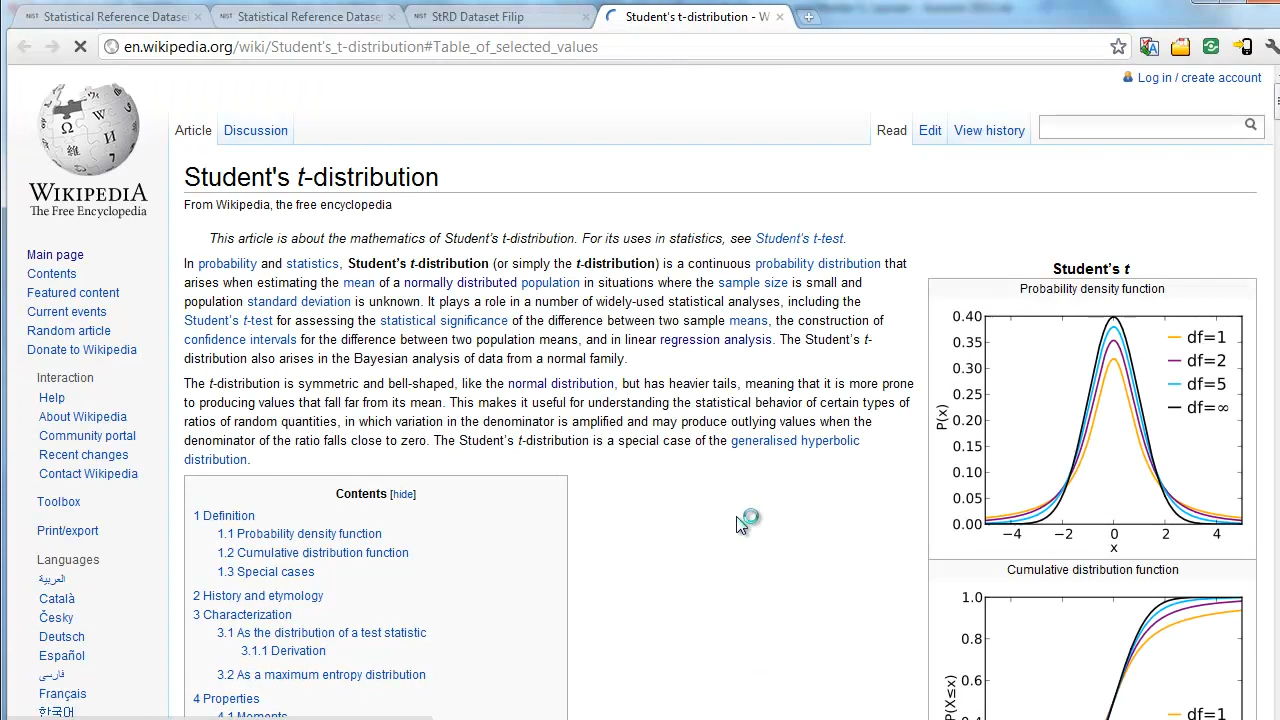 Statistical Reference Dataset
Statistical Reference Dataset
StRD Dataset Filip
Student's t-distribution - W
en.wikipedia.org/wiki/Student's_t-distribution#Table_of_selected_values
Log in / create account
Article
Discussion
Read
Edit
View history
WIKIPEDIA
The Free Encyclopedia
Main page
Contents
Featured content
Current events
Random article
Donate to Wikipedia
Interaction
Help
About Wikipedia
Community portal
Recent changes
Contact Wikipedia
Toolbox
Print/export
Languages
العربية
Català
Česky
Deutsch
Español
فارسی
Français
한국어
Student's t-distribution
From Wikipedia, the free encyclopedia
This article is about the mathematics of Student's t-distribution. For its uses in statistics, see Student's t-test.
In probability and statistics, Student's t-distribution (or simply the t-distribution) is a continuous probability distribution that
arises when estimating the mean of a normally distributed population in situations where the sample size is small and
population standard deviation is unknown. It plays a role in a number of widely-used statistical analyses, including the
Student's t-test for assessing the statistical significance of the difference between two sample means, the construction of
confidence intervals for the difference between two population means, and in linear regression analysis. The Student's t-
distribution also arises in the Bayesian analysis of data from a normal family.
The t-distribution is symmetric and bell-shaped, like the normal distribution, but has heavier tails, meaning that it is more prone
to producing values that fall far from its mean. This makes it useful for understanding the statistical behavior of certain types of
ratios of random quantities, in which variation in the denominator is amplified and may produce outlying values when the
denominator of the ratio falls close to zero. The Student's t-distribution is a special case of the generalised hyperbolic
distribution.
Contents [hide]
1 Definition
1.1 Probability density function
1.2 Cumulative distribution function
1.3 Special cases
2 History and etymology
3 Characterization
3.1 As the distribution of a test statistic
3.1.1 Derivation
3.2 As a maximum entropy distribution
4 Properties
4.1 Moments
Student's t
Probability density function
0.40
0.35
0.30
0.25
0.20
0.15
0.10
0.05
0.00
P(x)
df=1
df=2
df=5
df=∞
−4 −2 0 2 4
x
Cumulative distribution function
1.0
0.8
0.6
0.4
P(X≤x)
df=1